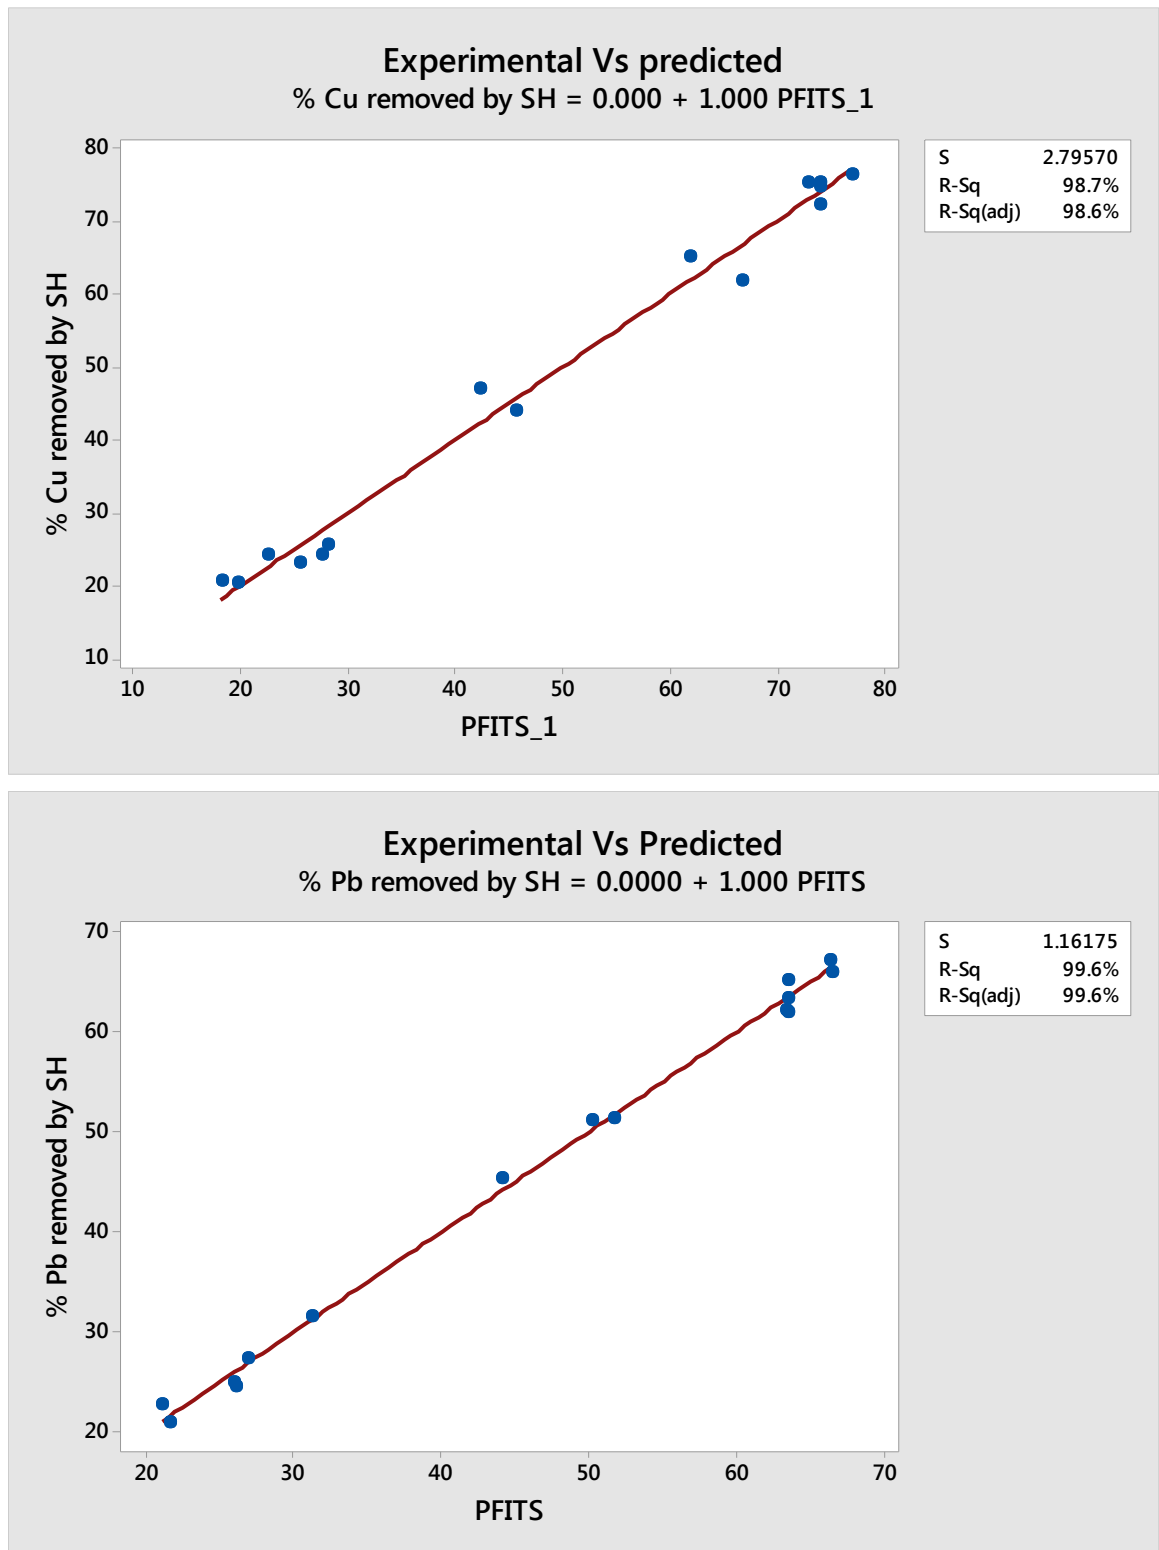 Experimental Vs predicted
% Cu removed by SH = 0.000 + 1.000 PFITS_1
80
70
60
50
40
30
20
10
% Cu removed by SH
10 20 30 40 50 60 70 80
PFITS_1
S 2.79570
R-Sq 98.7%
R-Sq(adj) 98.6%
Experimental Vs Predicted
% Pb removed by SH = 0.0000 + 1.000 PFITS
70
60
50
40
30
20
% Pb removed by SH
20 30 40 50 60 70
PFITS
S 1.16175
R-Sq 99.6%
R-Sq(adj) 99.6%